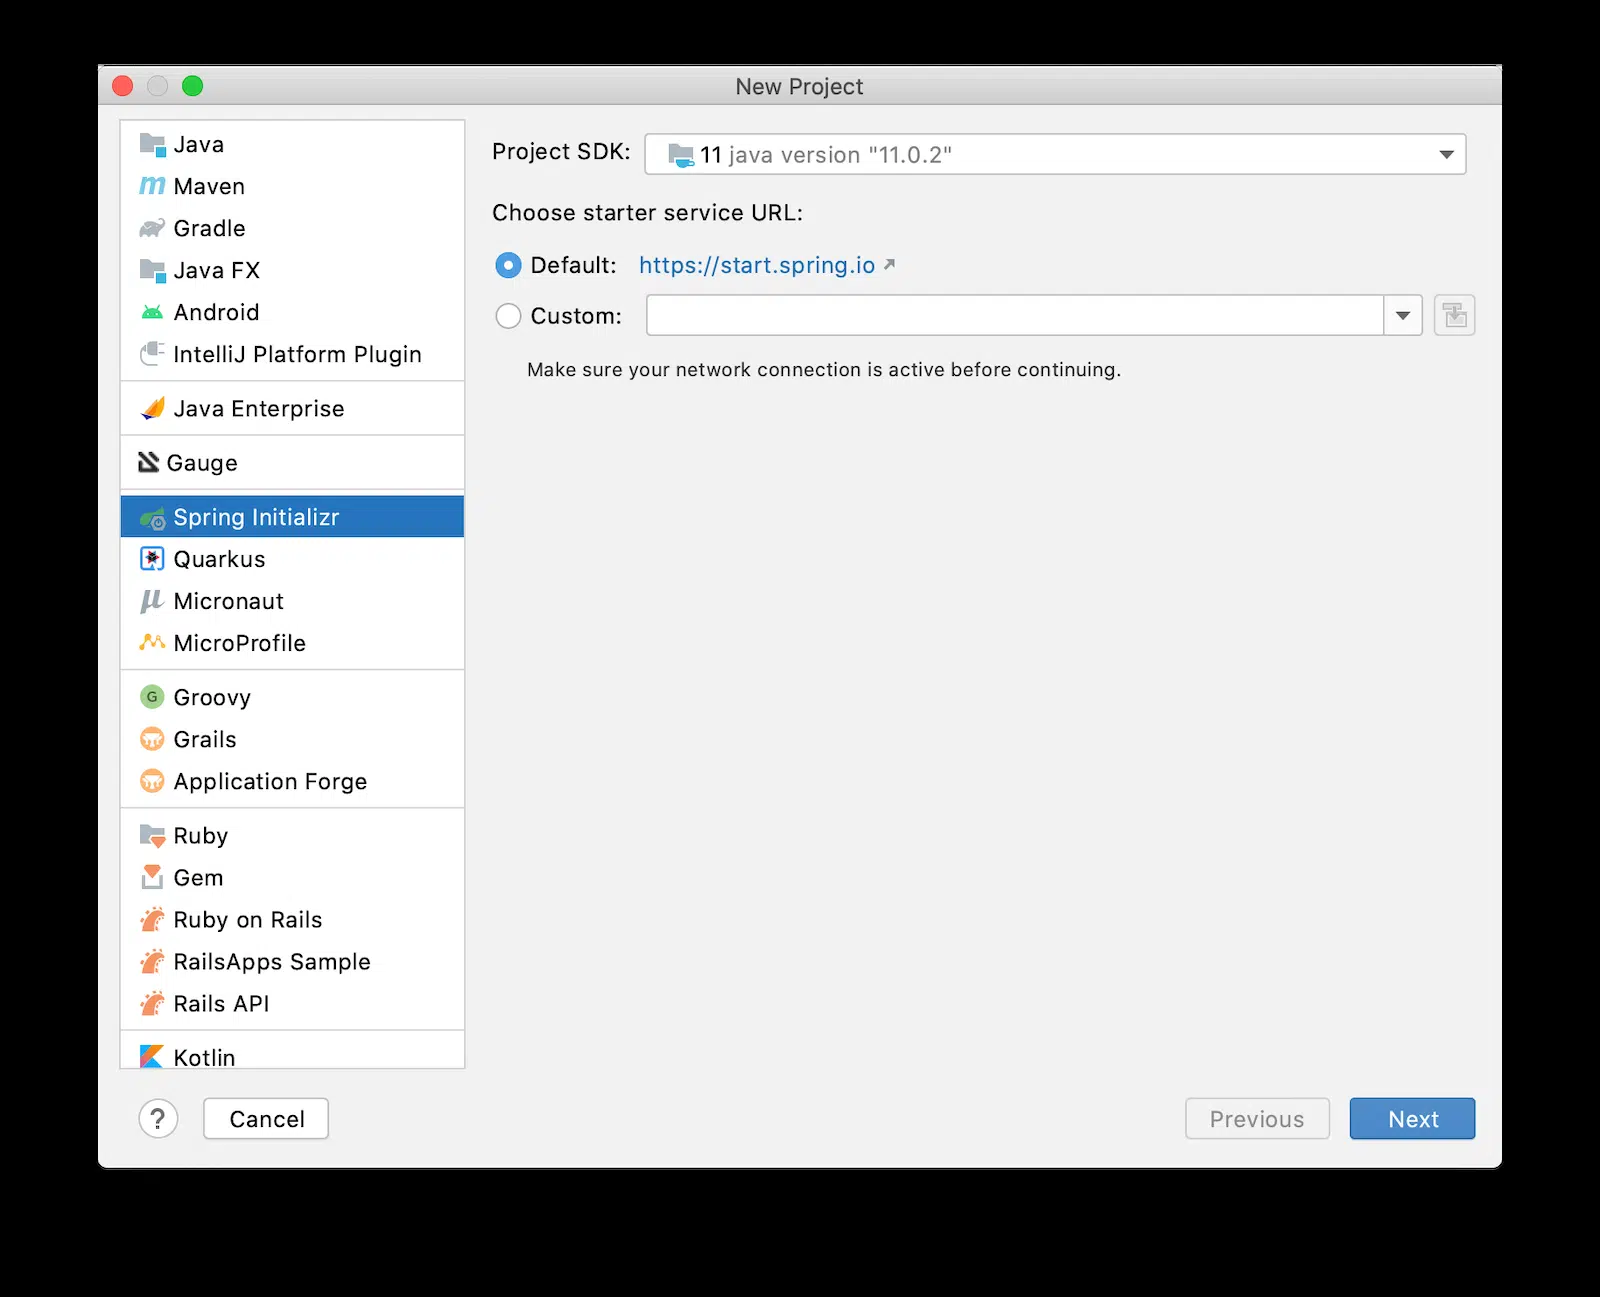 New Project
Java
Maven
Gradle
Java FX
Android
IntelliJ Platform Plugin
Java Enterprise
Gauge
Spring Initializr
Quarkus
Micronaut
MicroProfile
Groovy
Grails
Application Forge
Ruby
Gem
Ruby on Rails
RailsApps Sample
Rails API
Kotlin
Project SDK: 11 java version "11.0.2"
Choose starter service URL:
Default: https://start.spring.io
Custom:
Make sure your network connection is active before continuing.
? Cancel Previous Next